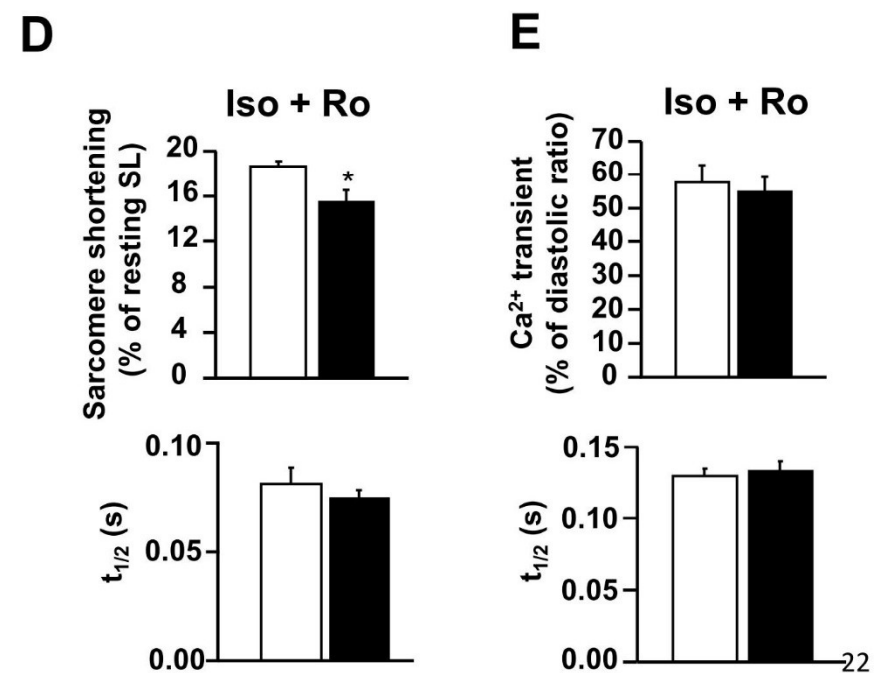 D
Iso + Ro
Sarcomere shortening
(% of resting SL)
20
16
12
8
4
0
*
t1/2 (s)
0.10
0.05
0.00
E
Iso + Ro
Ca2+ transient
(% of diastolic ratio)
70
60
50
40
30
20
10
0
t1/2 (s)
0.15
0.10
0.05
0.00
22